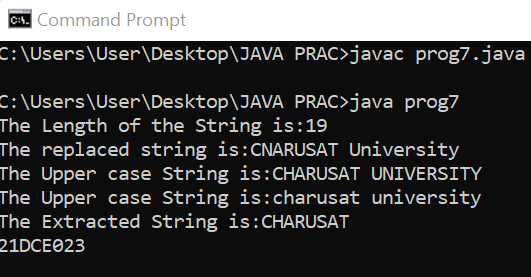 Command Prompt
C:\Users\User\Desktop\JAVA PRAC>javac prog7.java
C:\Users\User\Desktop\JAVA PRAC>java prog7
The Length of the String is:19
The replaced string is:CNARUSAT University
The Upper case String is:CHARUSAT UNIVERSITY
The Upper case String is:charusat university
The Extracted String is:CHARUSAT
21DCE023